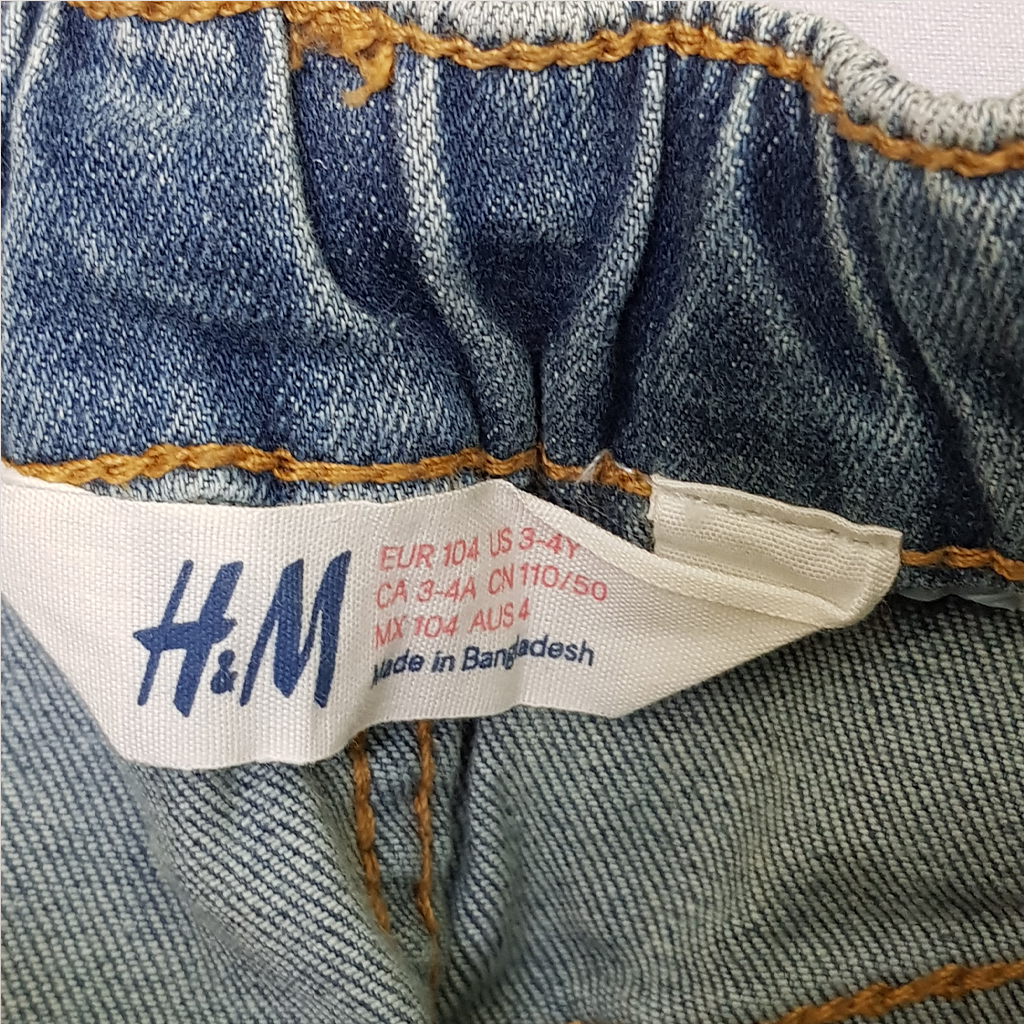 H&M
EUR 104 US 3-4Y
CA 3-4A CN 110/50
MX 104 AUS 4
Made in Bangladesh